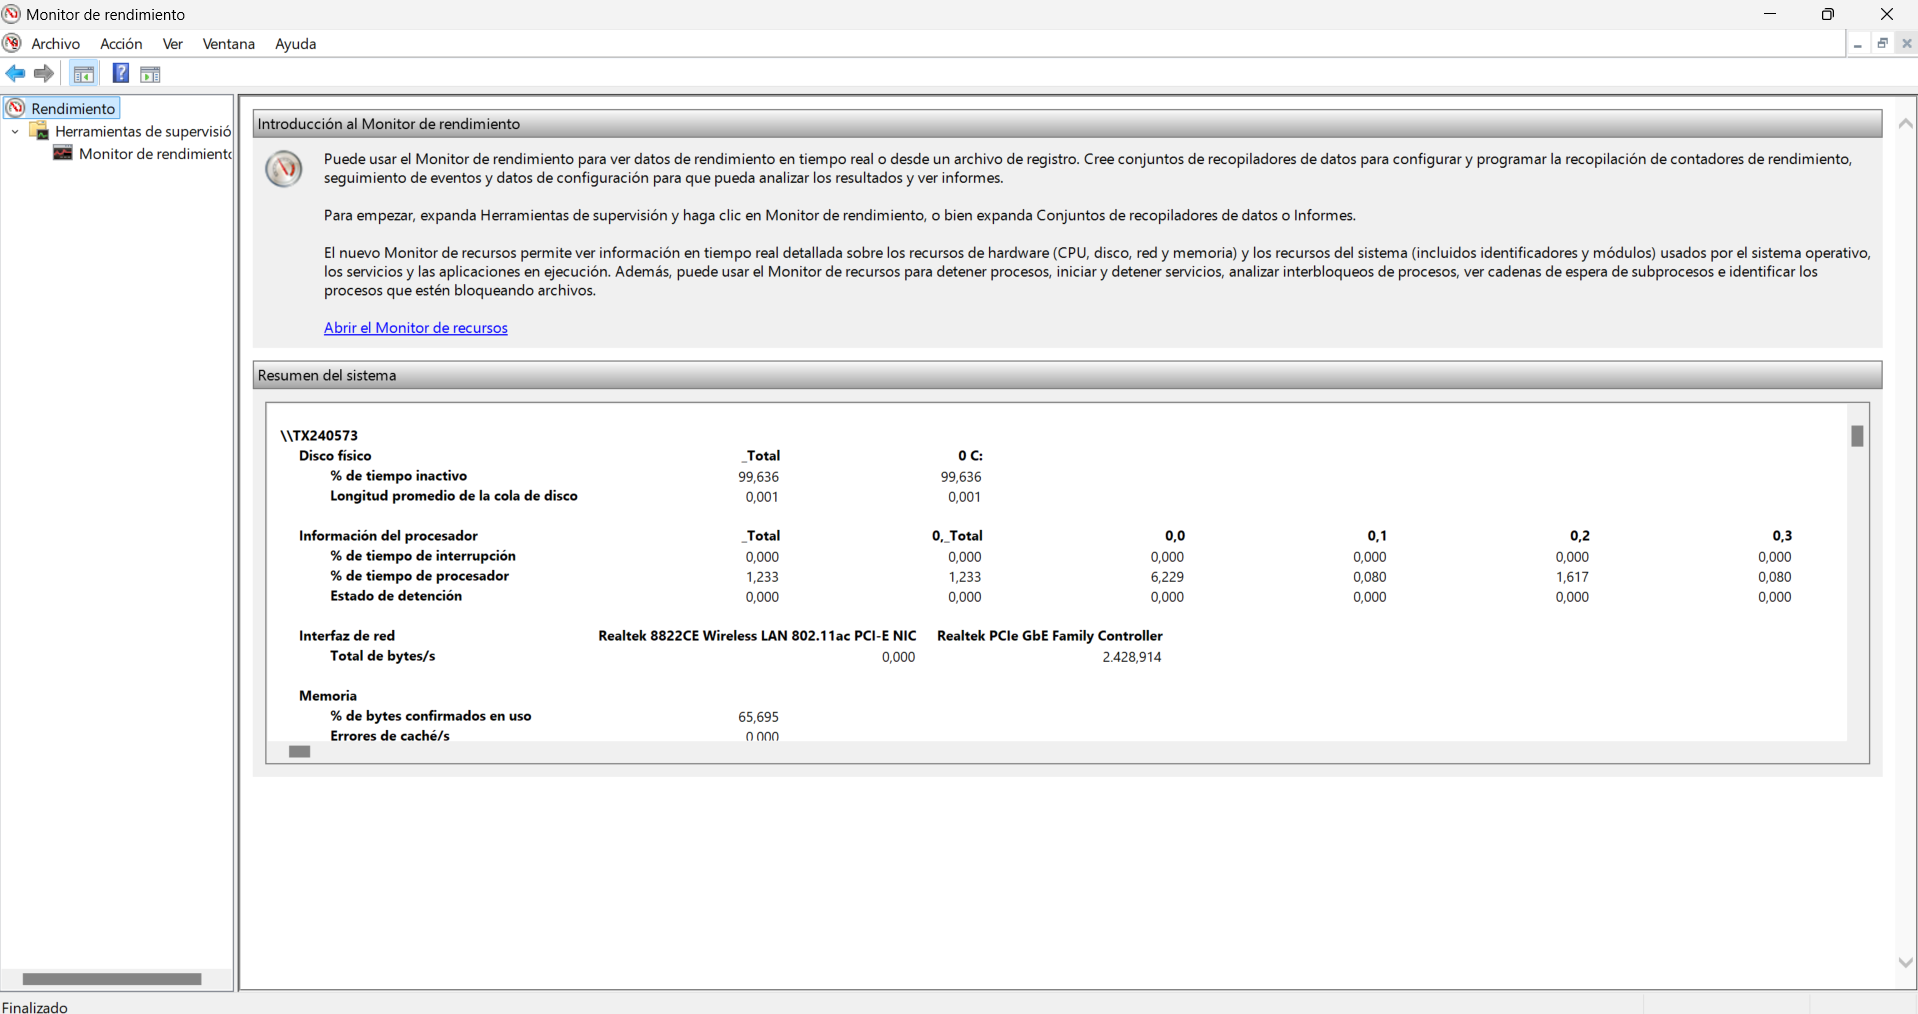 Monitor de rendimiento
Archivo Acción Ver Ventana Ayuda
Rendimiento
Herramientas de supervisió
Monitor de rendimiento
Introducción al Monitor de rendimiento
Puede usar el Monitor de rendimiento para ver datos de rendimiento en tiempo real o desde un archivo de registro. Cree conjuntos de recopiladores de datos para configurar y programar la recopilación de contadores de rendimiento,
seguimiento de eventos y datos de configuración para que pueda analizar los resultados y ver informes.
Para empezar, expanda Herramientas de supervisión y haga clic en Monitor de rendimiento, o bien expanda Conjuntos de recopiladores de datos o Informes.
El nuevo Monitor de recursos permite ver información en tiempo real detallada sobre los recursos de hardware (CPU, disco, red y memoria) y los recursos del sistema (incluidos identificadores y módulos) usados por el sistema operativo,
los servicios y las aplicaciones en ejecución. Además, puede usar el Monitor de recursos para detener procesos, iniciar y detener servicios, analizar interbloqueos de procesos, ver cadenas de espera de subprocesos e identificar los
procesos que estén bloqueando archivos.
Abrir el Monitor de recursos
Resumen del sistema
\\TX240573
Disco físico _Total 0 C:
% de tiempo inactivo 99,636 99,636
Longitud promedio de la cola de disco 0,001 0,001
Información del procesador _Total 0,_Total 0,0 0,1 0,2 0,3
% de tiempo de interrupción 0,000 0,000 0,000 0,000 0,000 0,000
% de tiempo de procesador 1,233 1,233 6,229 0,080 1,617 0,080
Estado de detención 0,000 0,000 0,000 0,000 0,000 0,000
Interfaz de red Realtek 8822CE Wireless LAN 802.11ac PCI-E NIC Realtek PCIe GbE Family Controller
Total de bytes/s 0,000 2.428,914
Memoria
% de bytes confirmados en uso 65,695
Errores de caché/s 0,000
Finalizado